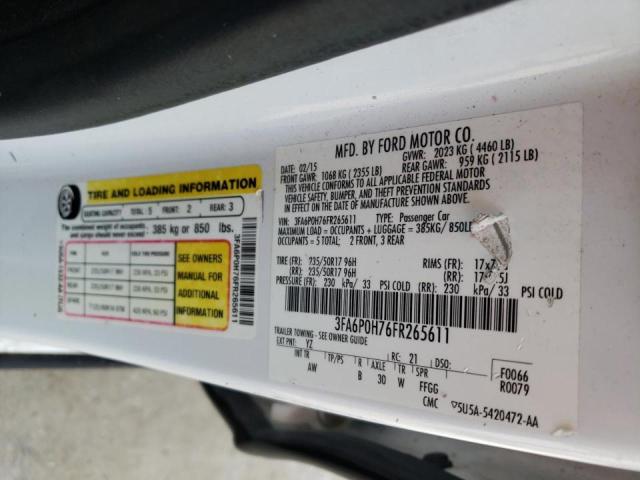 TIRE AND LOADING INFORMATION
SEATING CAPACITY TOTAL 5 FRONT: 2 REAR: 3
The combined weight of occupants and cargo should never exceed: 385 kg or 850 lbs.
SEE OWNERS
MANUAL FOR
ADDITIONAL
INFORMATION
3FA6P0H76FR265611
MFD. BY FORD MOTOR CO.
DATE: 02/15 GVWR: 2023 KG (4460 LB)
FRONT GAWR: 1068 KG (2355 LB) REAR GAWR: 959 KG (2115 LB)
THIS VEHICLE CONFORMS TO ALL APPLICABLE FEDERAL MOTOR
VEHICLE SAFETY, BUMPER, AND THEFT PREVENTION STANDARDS
IN EFFECT ON THE DATE OF MANUFACTURE SHOWN ABOVE.
VIN: 3FA6P0H76FR265611 TYPE: Passenger Car
MAXIMUM LOAD = OCCUPANTS + LUGGAGE = 385KG/850L
OCCUPANTS = 5 TOTAL; 2 FRONT, 3 REAR
TIRE (FR): 235/50R17 96H RIMS (FR):
(RR): 235/50R17 96H (RR):
PRESSURE (FR): 230 kPa/ 33 PSI COLD (RR): 230 kPa/33 PSI COLD
3FA6P0H76FR265611
TRAILER TOWING - SEE OWNER GUIDE
EXT PNT: YZ RC: 21 F0066
INT TR TP/PS R AXLE TR SPR R0079
AW B 30 W FFGG
CMC 5U5A-5420472-AA